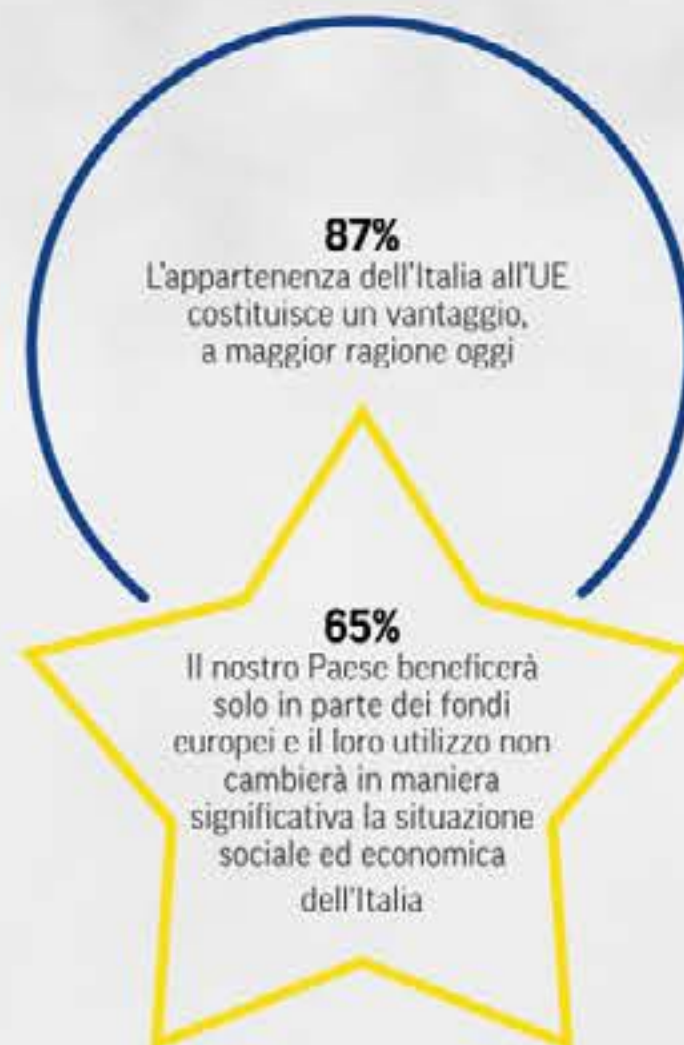 87%
L'appartenenza dell'Italia all'UE
costituisce un vantaggio,
a maggior ragione oggi
65%
Il nostro Paese beneficerà
solo in parte dei fondi
europei e il loro utilizzo non
cambierà in maniera
significativa la situazione
sociale ed economica
dell'Italia